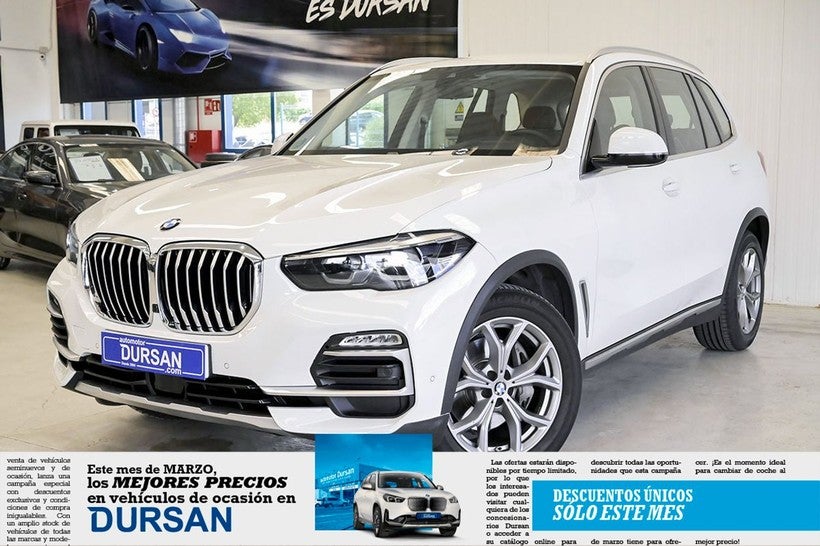 ES DURSAN
automotor
DURSAN
.com
Desde 1991
venta de vehículos
seminuevos y de
ocasión, lanza una
campaña especial
con descuentos
exclusivos y condi-
ciones de compra
inigualables. Con
un amplio stock de
vehículos de todas
las marcas y mode-
Este mes de MARZO,
los MEJORES PRECIOS
en vehículos de ocasión en
DURSAN
automotor Dursan
Las ofertas estarán dispo-
nibles por tiempo limitado,
por lo que
los interesa-
dos pueden
visitar cual-
quiera de los
concesiona-
rios Dursan
o acceder a
su catálogo
online para
descubrir todas las oportu-
nidades que esta campaña
de marzo tiene para ofre-
cer. ¡Es el momento ideal
para cambiar de coche al
mejor precio!
DESCUENTOS ÚNICOS
SÓLO ESTE MES